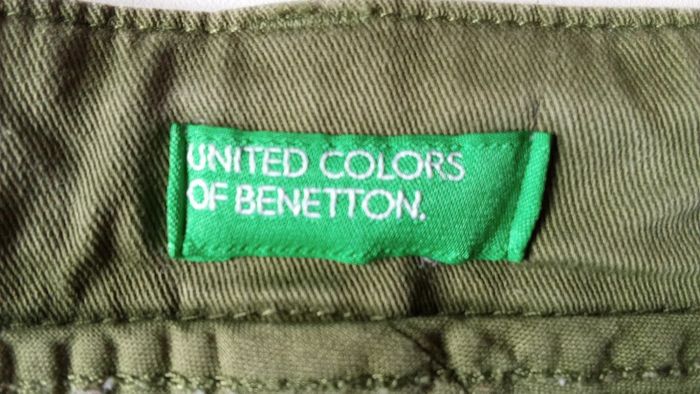 UNITED COLORS
OF BENETTON.